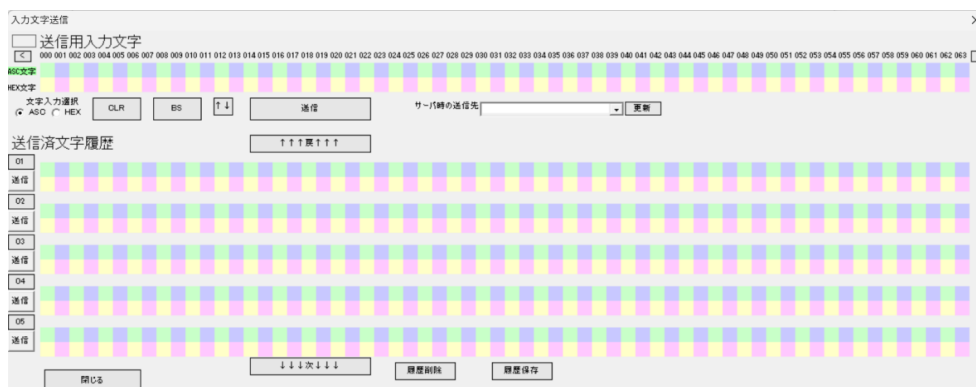 入力文字送信
送信用入力文字
< 000 001 002 003 004 005 006 007 008 009 010 011 012 013 014 015 016 017 018 019 020 021 022 023 024 025 026 027 028 029 030 031 032 033 034 035 036 037 038 039 040 041 042 043 044 045 046 047 048 049 050 051 052 053 054 055 056 057 058 059 060 061 062 063
ASC文字
HEX文字
文字入力選択
ASC HEX CLR BS ↑↓ 送信 サーバ時の送信先 更新
送信済文字履歴 ↑↑↑戻↑↑↑
01
送信
02
送信
03
送信
04
送信
05
送信
閉じる ↓↓↓次↓↓↓ 履歴削除 履歴保存